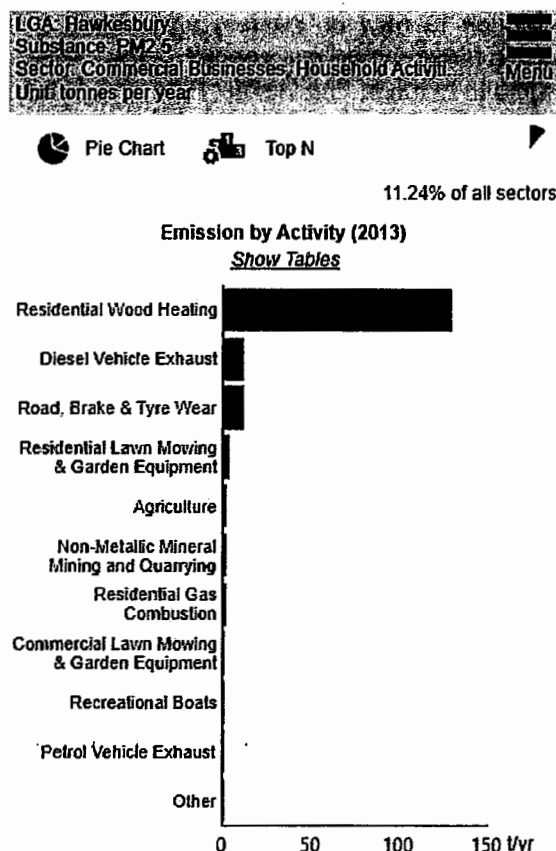 LGA: Hawkesbury
Substance: PM2.5
Sector: Commercial Businesses, Household Activiti...
Unit: tonnes per year
Menu
Pie Chart
Top N
11.24% of all sectors
Emission by Activity (2013)
Show Tables
Residential Wood Heating
Diesel Vehicle Exhaust
Road, Brake & Tyre Wear
Residential Lawn Mowing
& Garden Equipment
Agriculture
Non-Metallic Mineral
Mining and Quarrying
Residential Gas
Combustion
Commercial Lawn Mowing
& Garden Equipment
Recreational Boats
Petrol Vehicle Exhaust
Other
0 50 100 150 t/yr